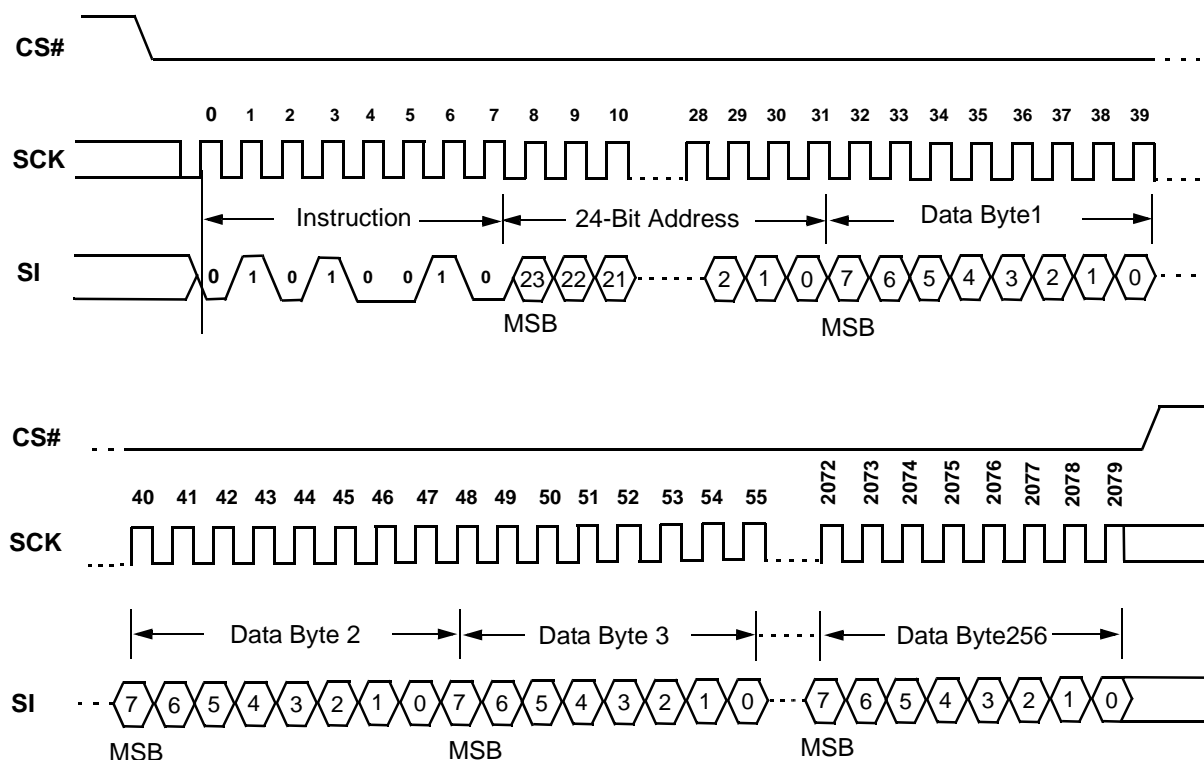 CS#
0 1 2 3 4 5 6 7 8 9 10 28 29 30 31 32 33 34 35 36 37 38 39
SCK
Instruction 24-Bit Address Data Byte1
SI 0 1 0 1 0 0 1 0 23 22 21 2 1 0 7 6 5 4 3 2 1 0
MSB MSB
CS#
40 41 42 43 44 45 46 47 48 49 50 51 52 53 54 55 2072 2073 2074 2075 2076 2077 2078 2079
SCK
Data Byte 2 Data Byte 3 Data Byte256
SI 7 6 5 4 3 2 1 0 7 6 5 4 3 2 1 0 7 6 5 4 3 2 1 0
MSB MSB MSB